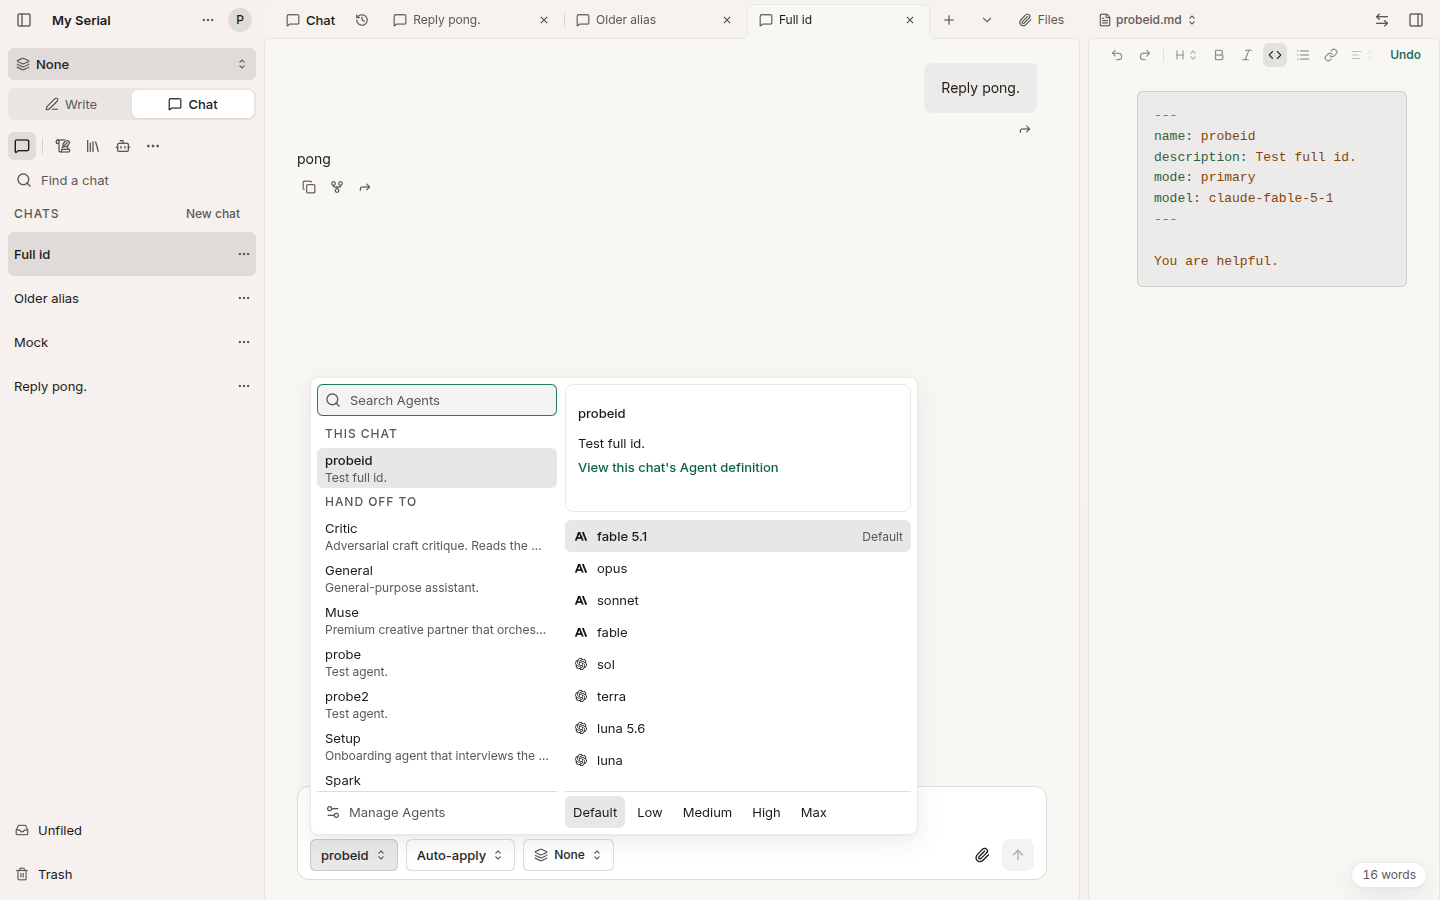 My Serial
P
None
Write
Chat
Find a chat
CHATS
New chat
Full id
Older alias
Mock
Reply pong.
Unfiled
Trash
Chat
Reply pong.
Older alias
Full id
Files
Reply pong.
pong
Search Agents
THIS CHAT
probeid
Test full id.
HAND OFF TO
Critic
Adversarial craft critique. Reads the ...
General
General-purpose assistant.
Muse
Premium creative partner that orches...
probe
Test agent.
probe2
Test agent.
Setup
Onboarding agent that interviews the ...
Spark
Manage Agents
probeid
Test full id.
View this chat's Agent definition
fable 5.1 Default
opus
sonnet
fable
sol
terra
luna 5.6
luna
Default Low Medium High Max
probeid
Auto-apply
None
probeid.md
H B I
Undo
---
name: probeid
description: Test full id.
mode: primary
model: claude-fable-5-1
---
You are helpful.
16 words